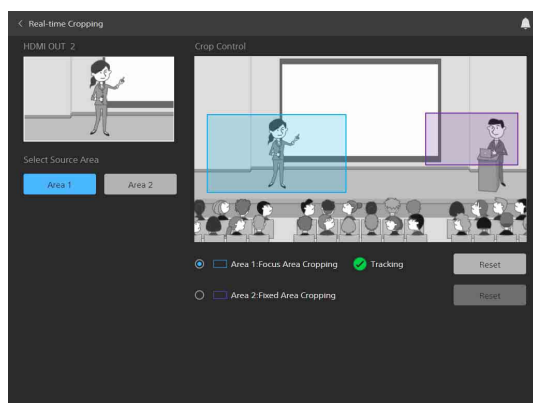 Real-time Cropping
HDMI OUT 2
Select Source Area
Area 1
Area 2
Crop Control
Area 1:Focus Area Cropping
Tracking
Reset
Area 2:Fixed Area Cropping
Reset